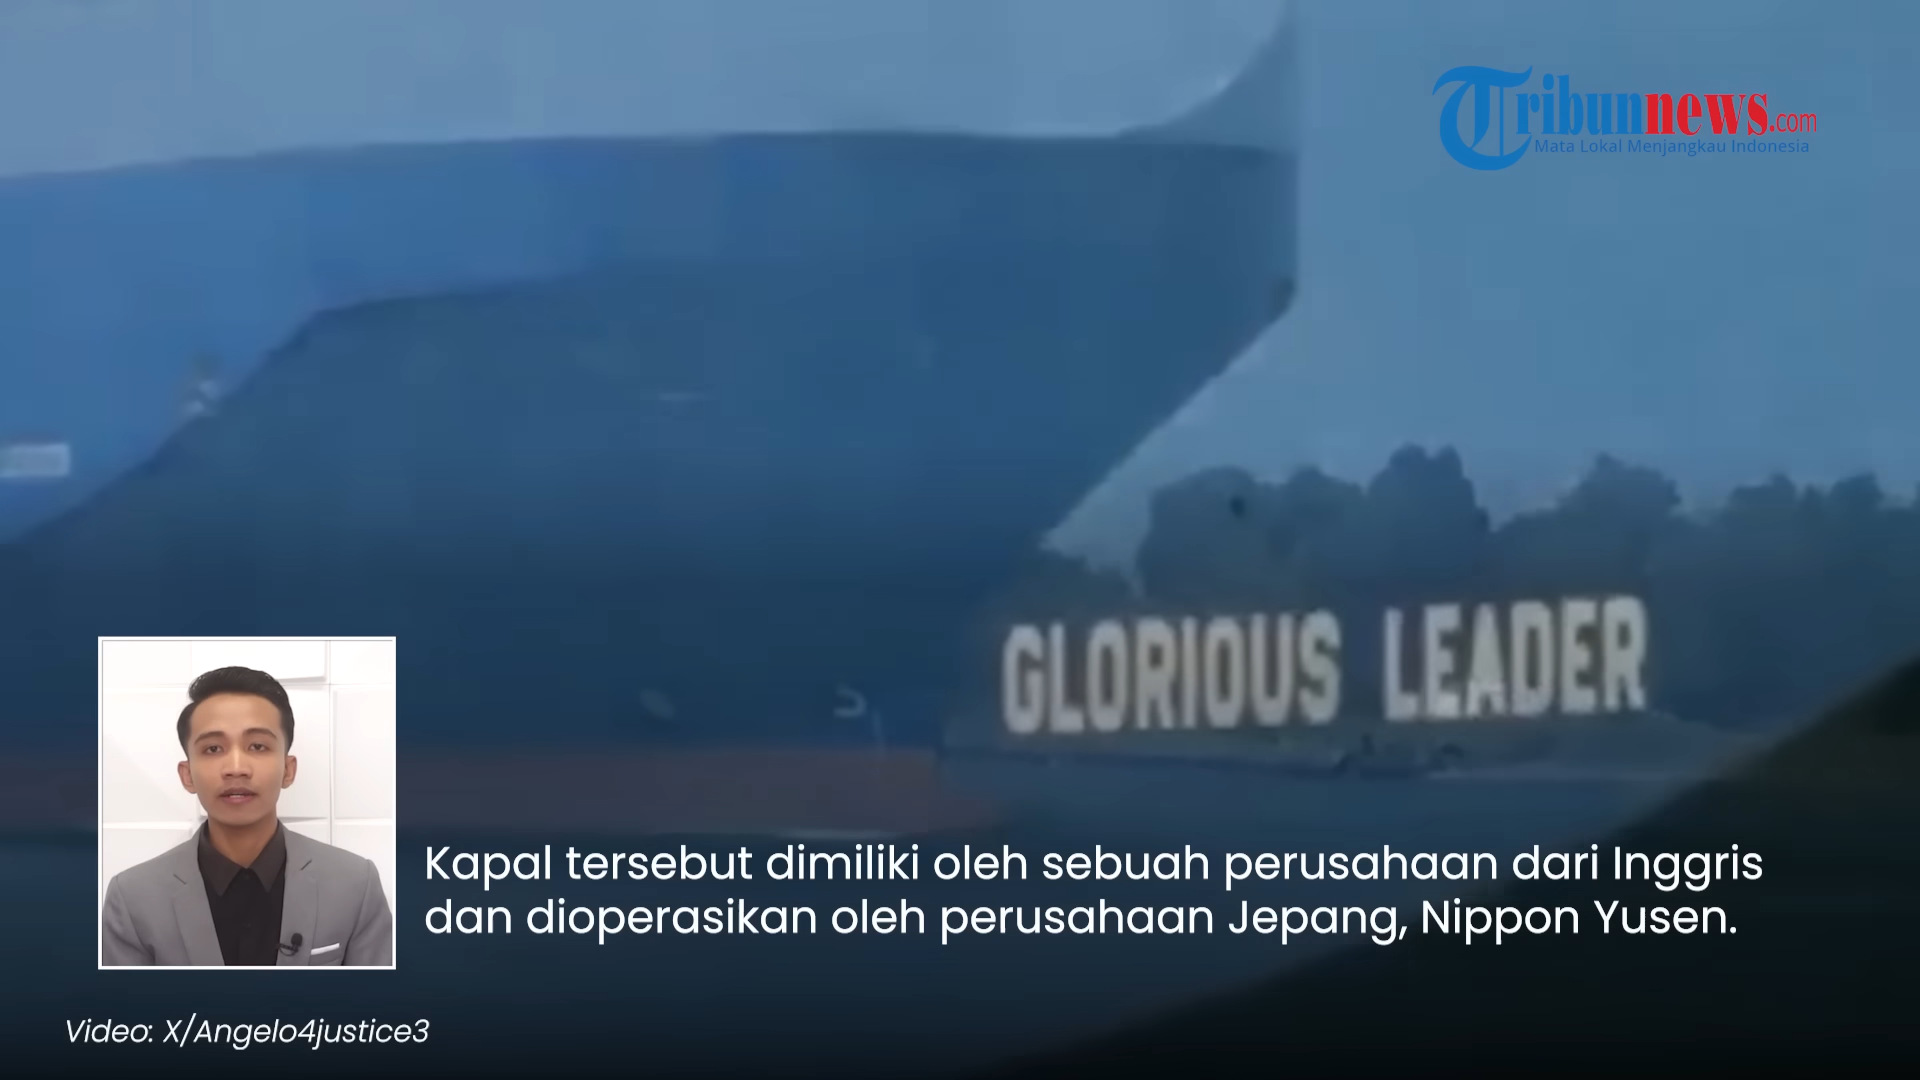 Tribunnews.com
Mata Lokal Menjangkau Indonesia
GLORIOUS LEADER
Kapal tersebut dimiliki oleh sebuah perusahaan dari Inggris
dan dioperasikan oleh perusahaan Jepang, Nippon Yusen.
Video: X/Angelo4justice3